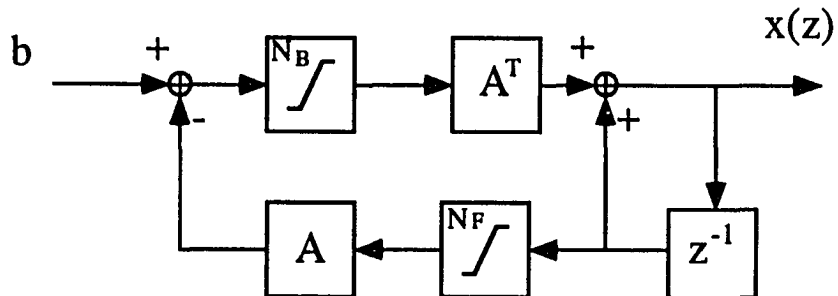 b
+
N_B
A^T
+
x(z)
-
+
A
N_F
z^{-1}